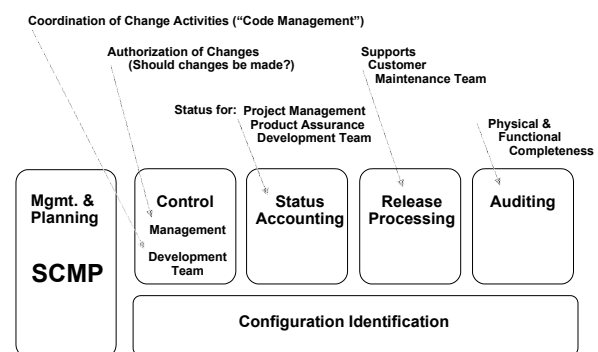 Coordination of Change Activities (“Code Management”)
Authorization of Changes
(Should changes be made?)
Supports
Customer
Maintenance Team
Status for: Project Management
Product Assurance
Development Team
Physical &
Functional
Completeness
Mgmt. &
Planning
SCMP
Control
Management
Development
Team
Status
Accounting
Release
Processing
Auditing
Configuration Identification